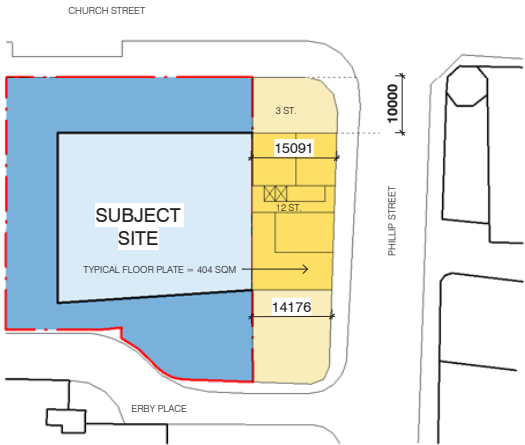 CHURCH STREET
3 ST.
10000
15091
12 ST.
SUBJECT
SITE
PHILLIP STREET
TYPICAL FLOOR PLATE = 404 SQM
14176
ERBY PLACE